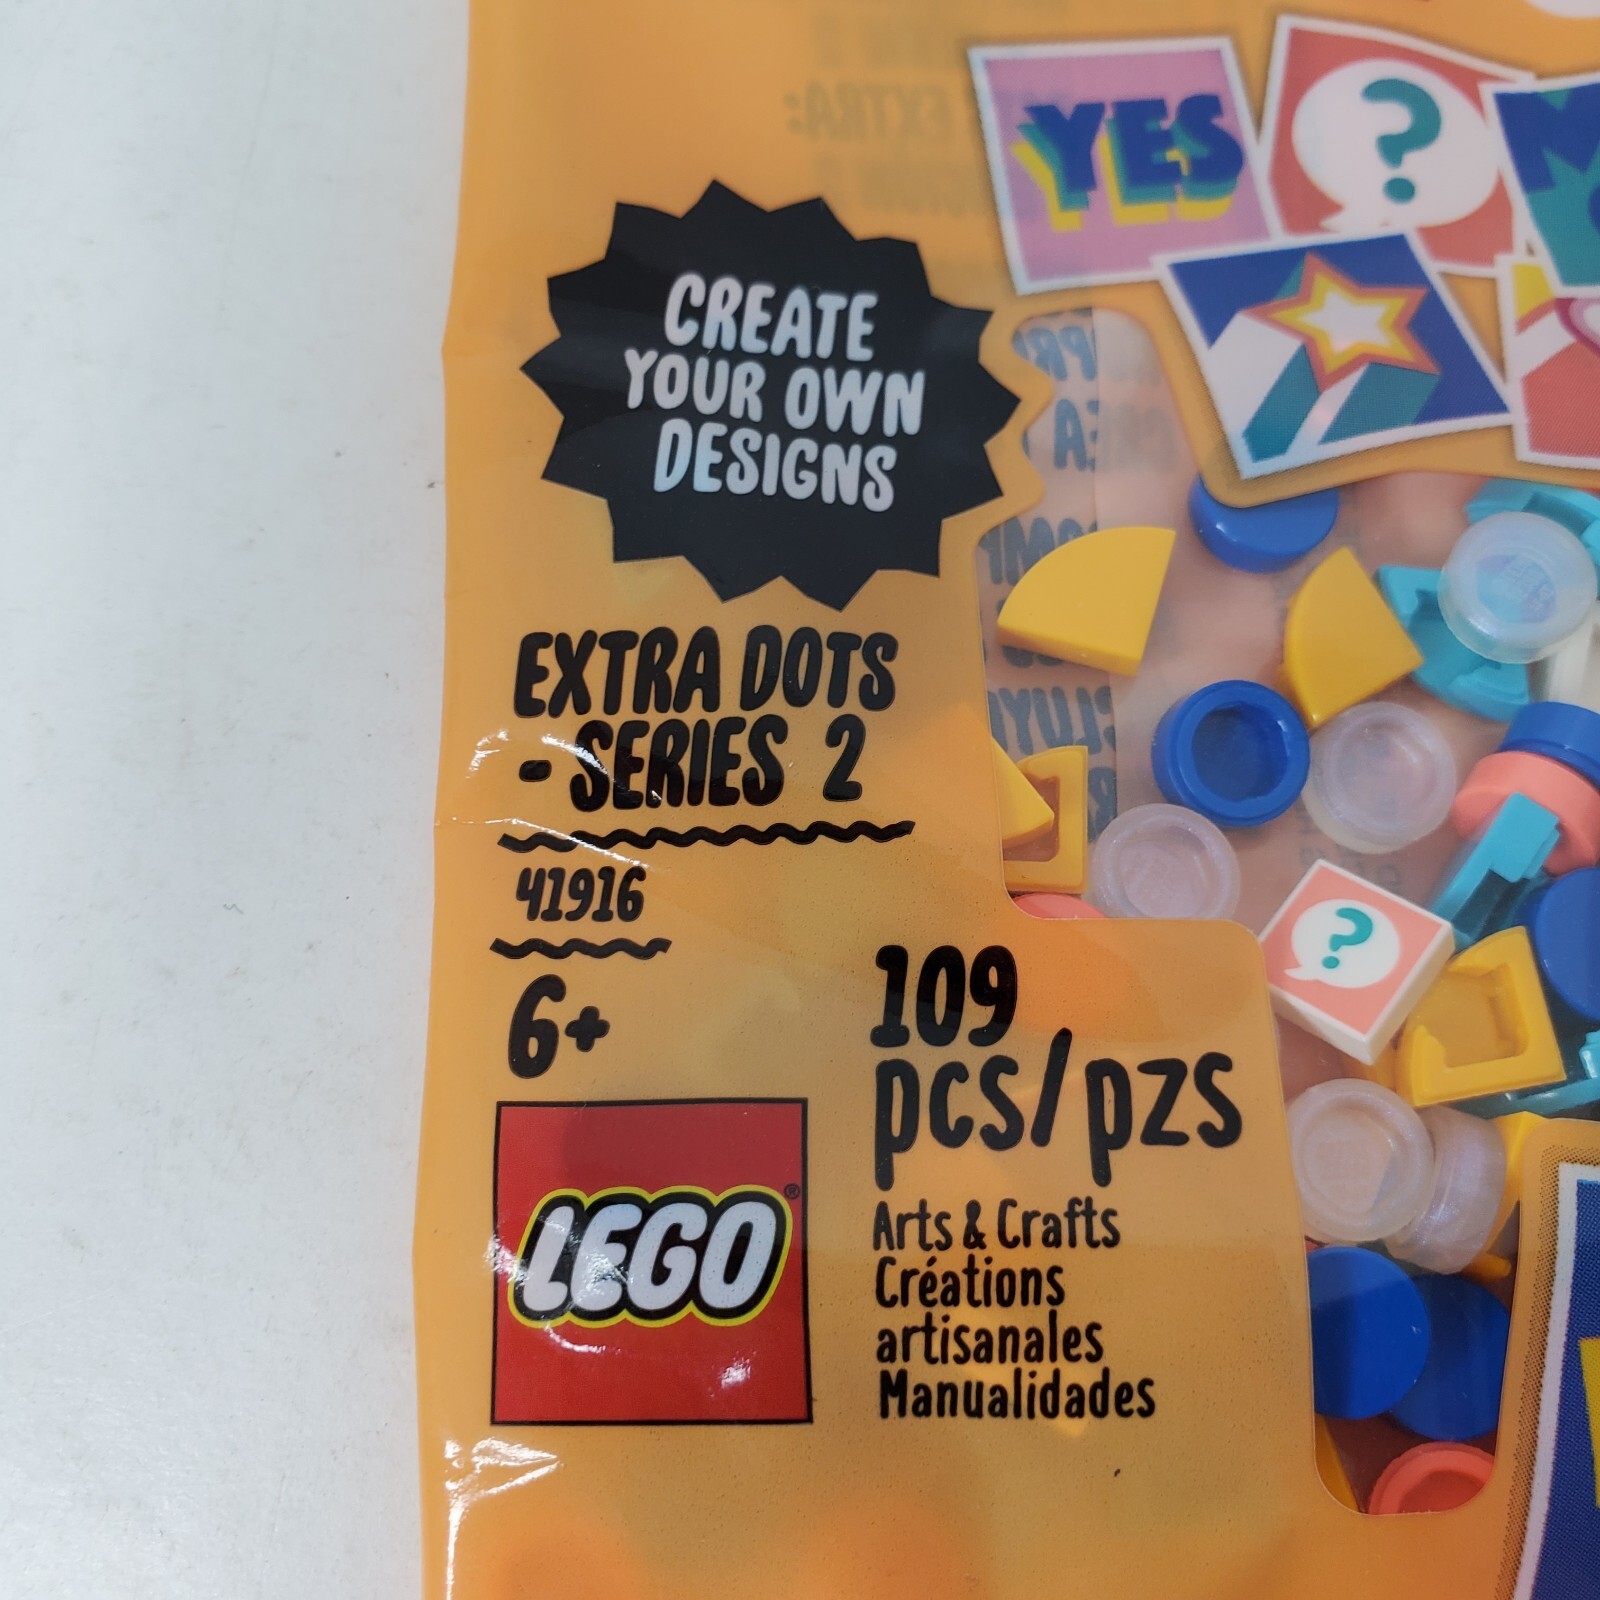 YES
?
CREATE
YOUR OWN
DESIGNS
EXTRA DOTS
- SERIES 2
41916
6+
109
pcs/pzs
LEGO®
Arts & Crafts
Créations
artisanales
Manualidades
?